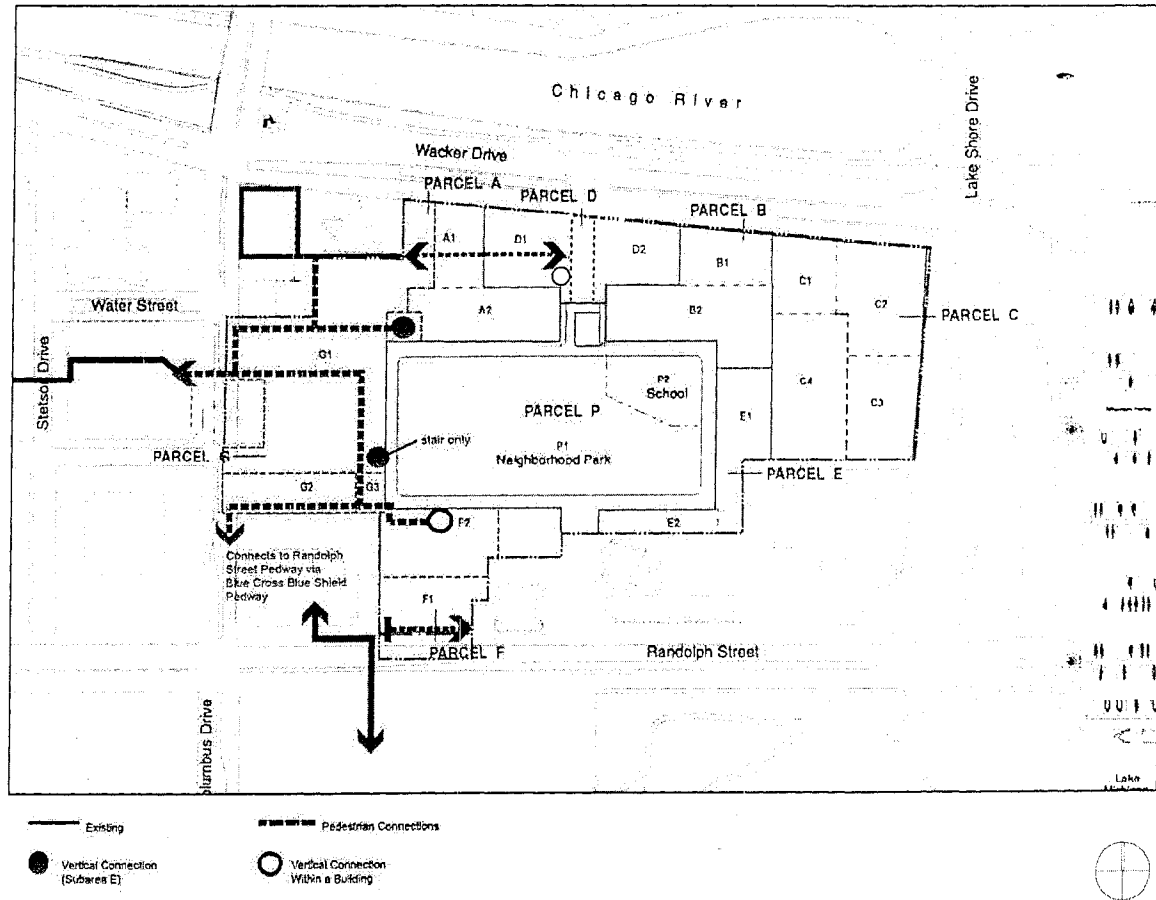 Chicago River
Lake Shore Drive
Wacker Drive
PARCEL A
PARCEL D
PARCEL B
A1
D1
D2
B1
C1
C2
Water Street
A2
B2
PARCEL C
G1
Stetson Drive
P2
School
C4
C3
PARCEL P
E1
stair only
P1
Neighborhood Park
PARCEL G
PARCEL E
G2
G3
F2
E2
Connects to Randolph
Street Pedway via
Blue Cross Blue Shield
Pedway
F1
PARCEL F
Randolph Street
olumbus Drive
Lake
Michigan
Existing
Pedestrian Connections
Vertical Connection
(Subarea E)
Vertical Connection
Within a Building